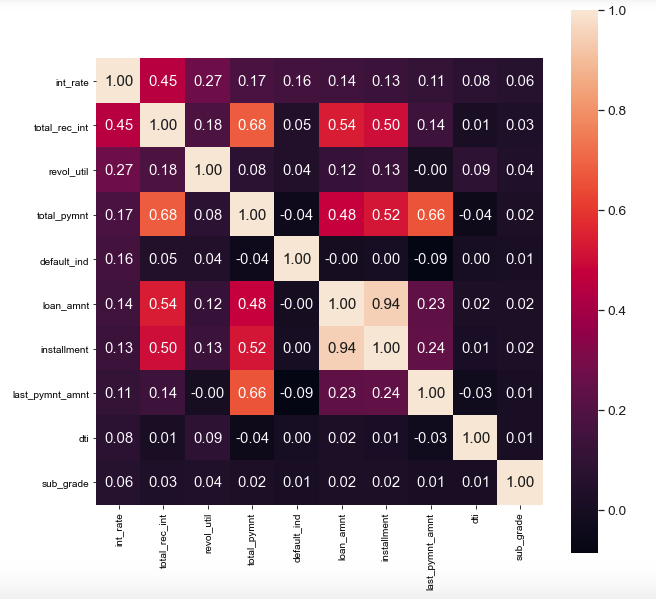 1.0
int_rate 1.00 0.45 0.27 0.17 0.16 0.14 0.13 0.11 0.08 0.06
0.8
total_rec_int 0.45 1.00 0.18 0.68 0.05 0.54 0.50 0.14 0.01 0.03
revol_util 0.27 0.18 1.00 0.08 0.04 0.12 0.13 -0.00 0.09 0.04
0.6
total_pymnt 0.17 0.68 0.08 1.00 -0.04 0.48 0.52 0.66 -0.04 0.02
default_ind 0.16 0.05 0.04 -0.04 1.00 -0.00 0.00 -0.09 0.00 0.01
0.4
loan_amnt 0.14 0.54 0.12 0.48 -0.00 1.00 0.94 0.23 0.02 0.02
installment 0.13 0.50 0.13 0.52 0.00 0.94 1.00 0.24 0.01 0.02
last_pymnt_amnt 0.11 0.14 -0.00 0.66 -0.09 0.23 0.24 1.00 -0.03 0.01
0.2
dti 0.08 0.01 0.09 -0.04 0.00 0.02 0.01 -0.03 1.00 0.01
sub_grade 0.06 0.03 0.04 0.02 0.01 0.02 0.02 0.01 0.01 1.00
0.0
int_rate total_rec_int revol_util total_pymnt default_ind loan_amnt installment last_pymnt_amnt dti sub_grade